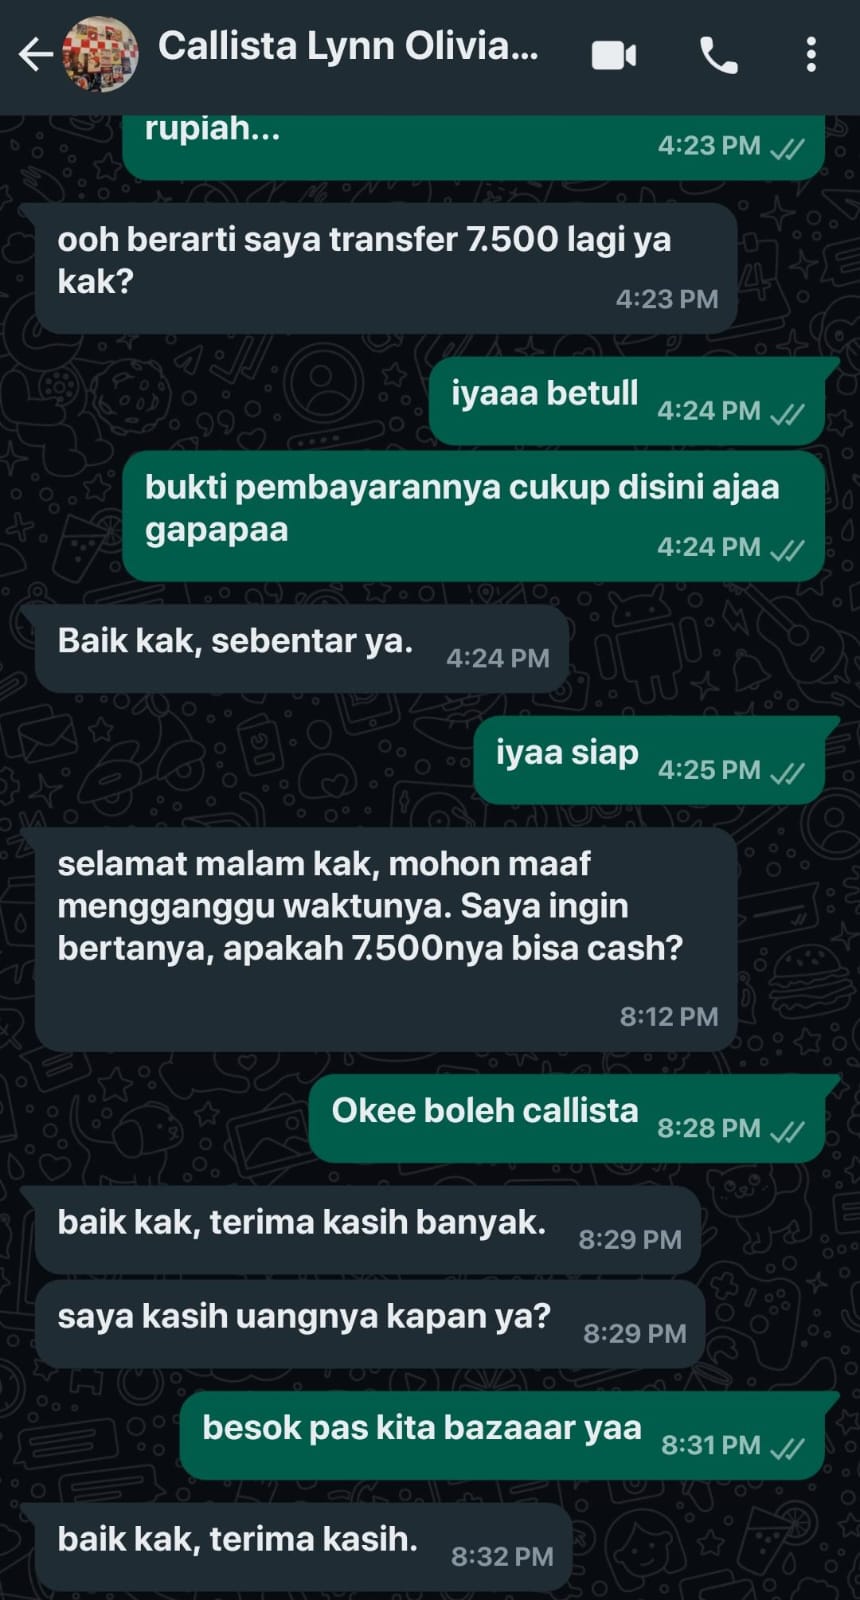 Callista Lynn Olivia...
rupiah...
4:23 PM
ooh berarti saya transfer 7.500 lagi ya
kak?
4:23 PM
iyaaa betull
4:24 PM
bukti pembayarannya cukup disini ajaa
gapapaa
4:24 PM
Baik kak, sebentar ya.
4:24 PM
iyaa siap
4:25 PM
selamat malam kak, mohon maaf
mengganggu waktunya. Saya ingin
bertanya, apakah 7.500nya bisa cash?
8:12 PM
Okee boleh callista
8:28 PM
baik kak, terima kasih banyak.
8:29 PM
saya kasih uangnya kapan ya?
8:29 PM
besok pas kita bazaaar yaa
8:31 PM
baik kak, terima kasih.
8:32 PM